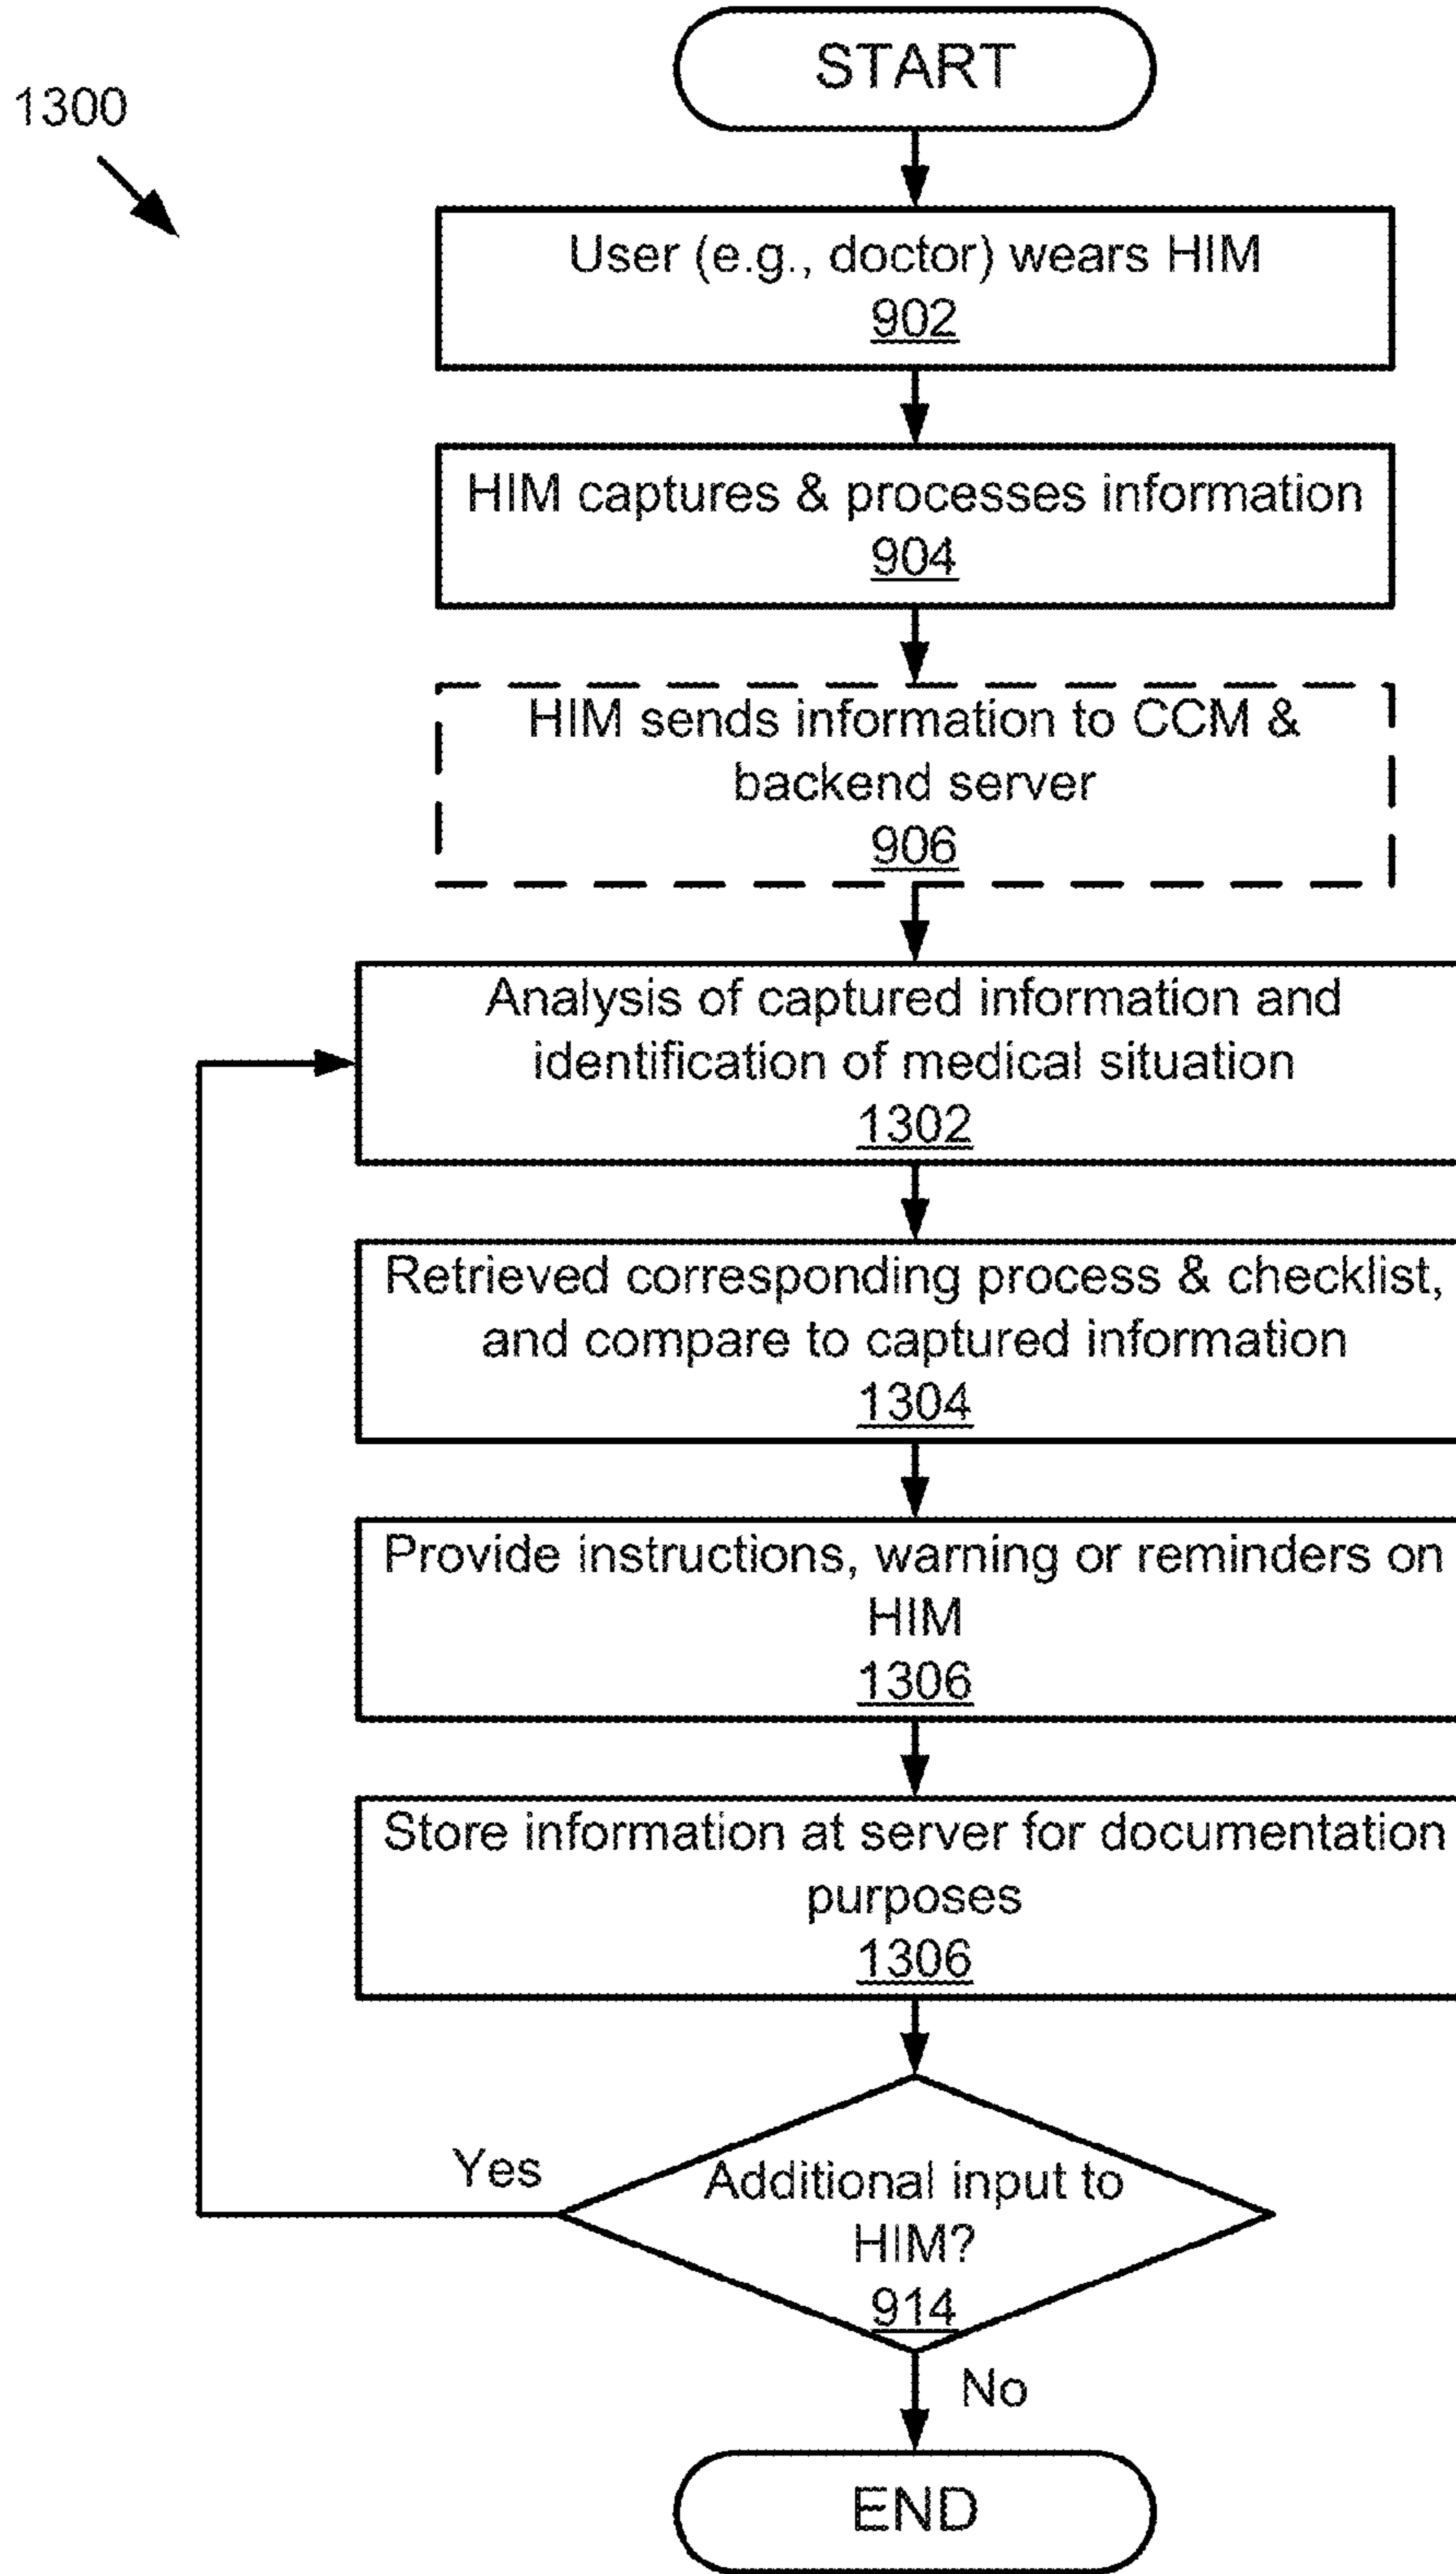 START
1300
User (e.g., doctor) wears HIM
902
HIM captures & processes information
904
HIM sends information to CCM &
backend server
906
Analysis of captured information and
identification of medical situation
1302
Retrieved corresponding process & checklist,
and compare to captured information
1304
Provide instructions, warning or reminders on
HIM
1306
Store information at server for documentation
purposes
1306
Yes
Additional input to
HIM?
914
No
END